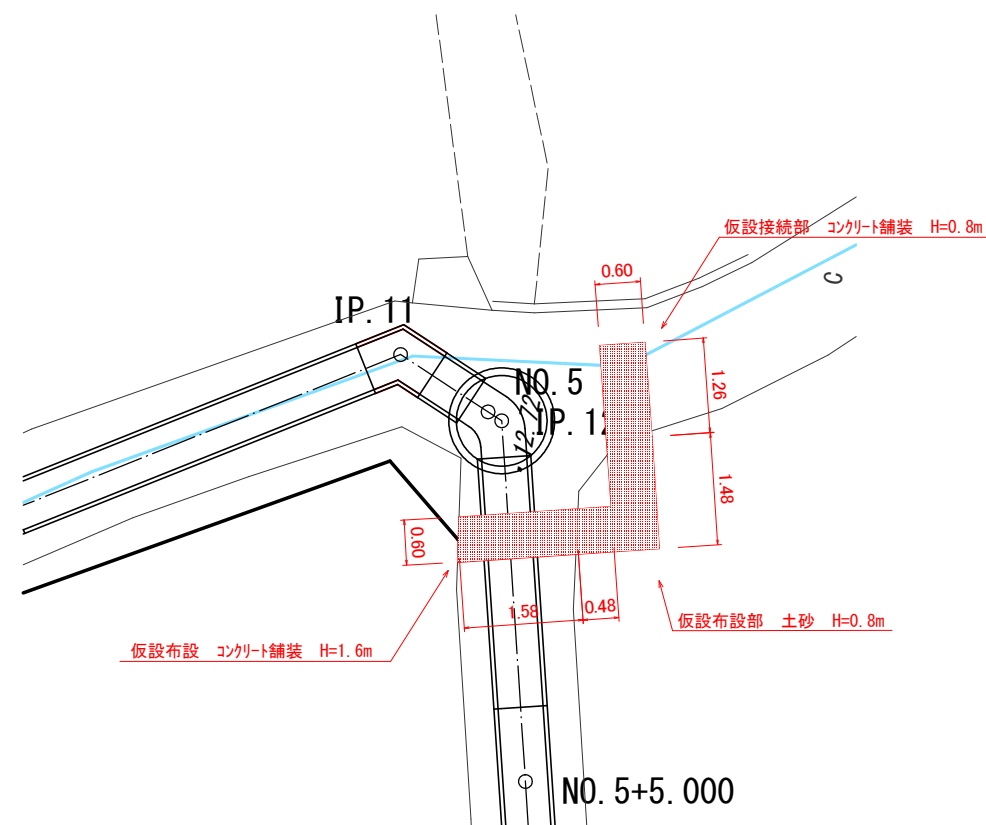 仮設接続部 コンクリート舗装 H=0.8m
0.60
IP. 11
C
1.26
NO. 5
IP. 12
12.72
1.48
0.60
1.58
0.48
仮設布設部 土砂 H=0.8m
仮設布設 コンクリート舗装 H=1.6m
NO. 5+5. 000